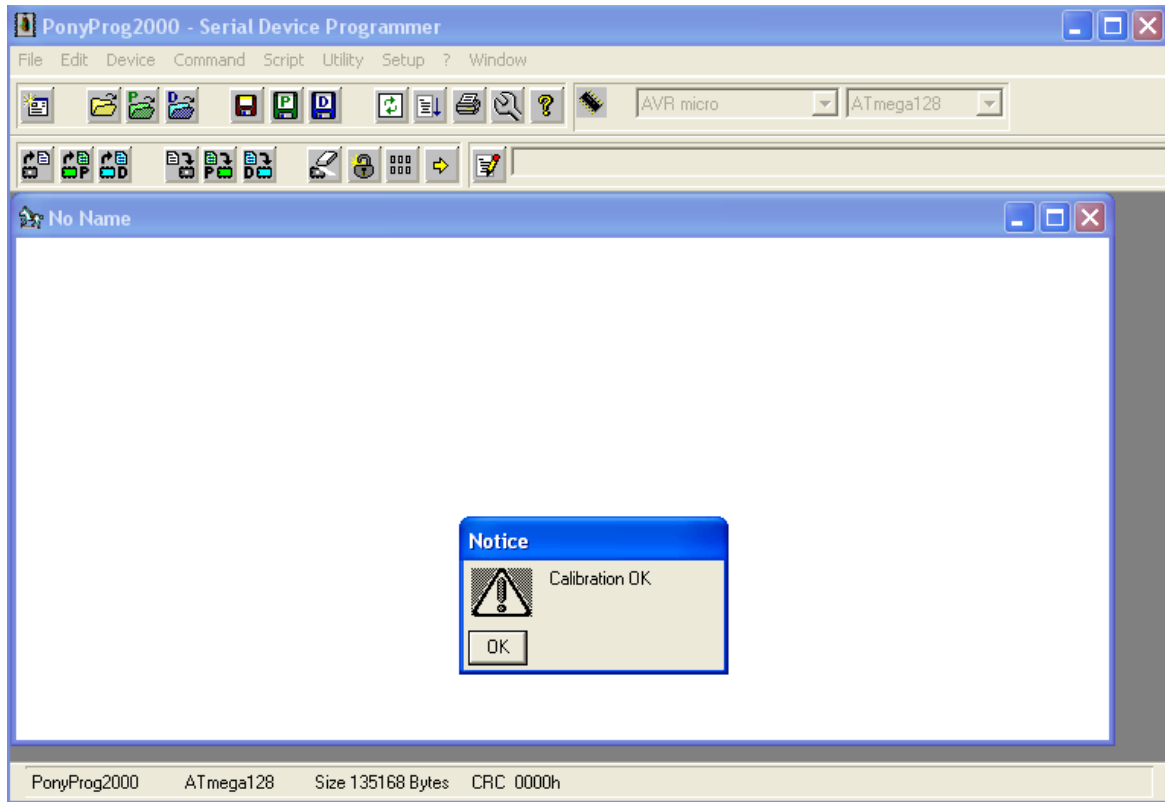 PonyProg2000 - Serial Device Programmer
File Edit Device Command Script Utility Setup ? Window
P D P D ? AVR micro ATmega128
P D P D
No Name
Notice
Calibration OK
OK
PonyProg2000 ATmega128 Size 135168 Bytes CRC 0000h